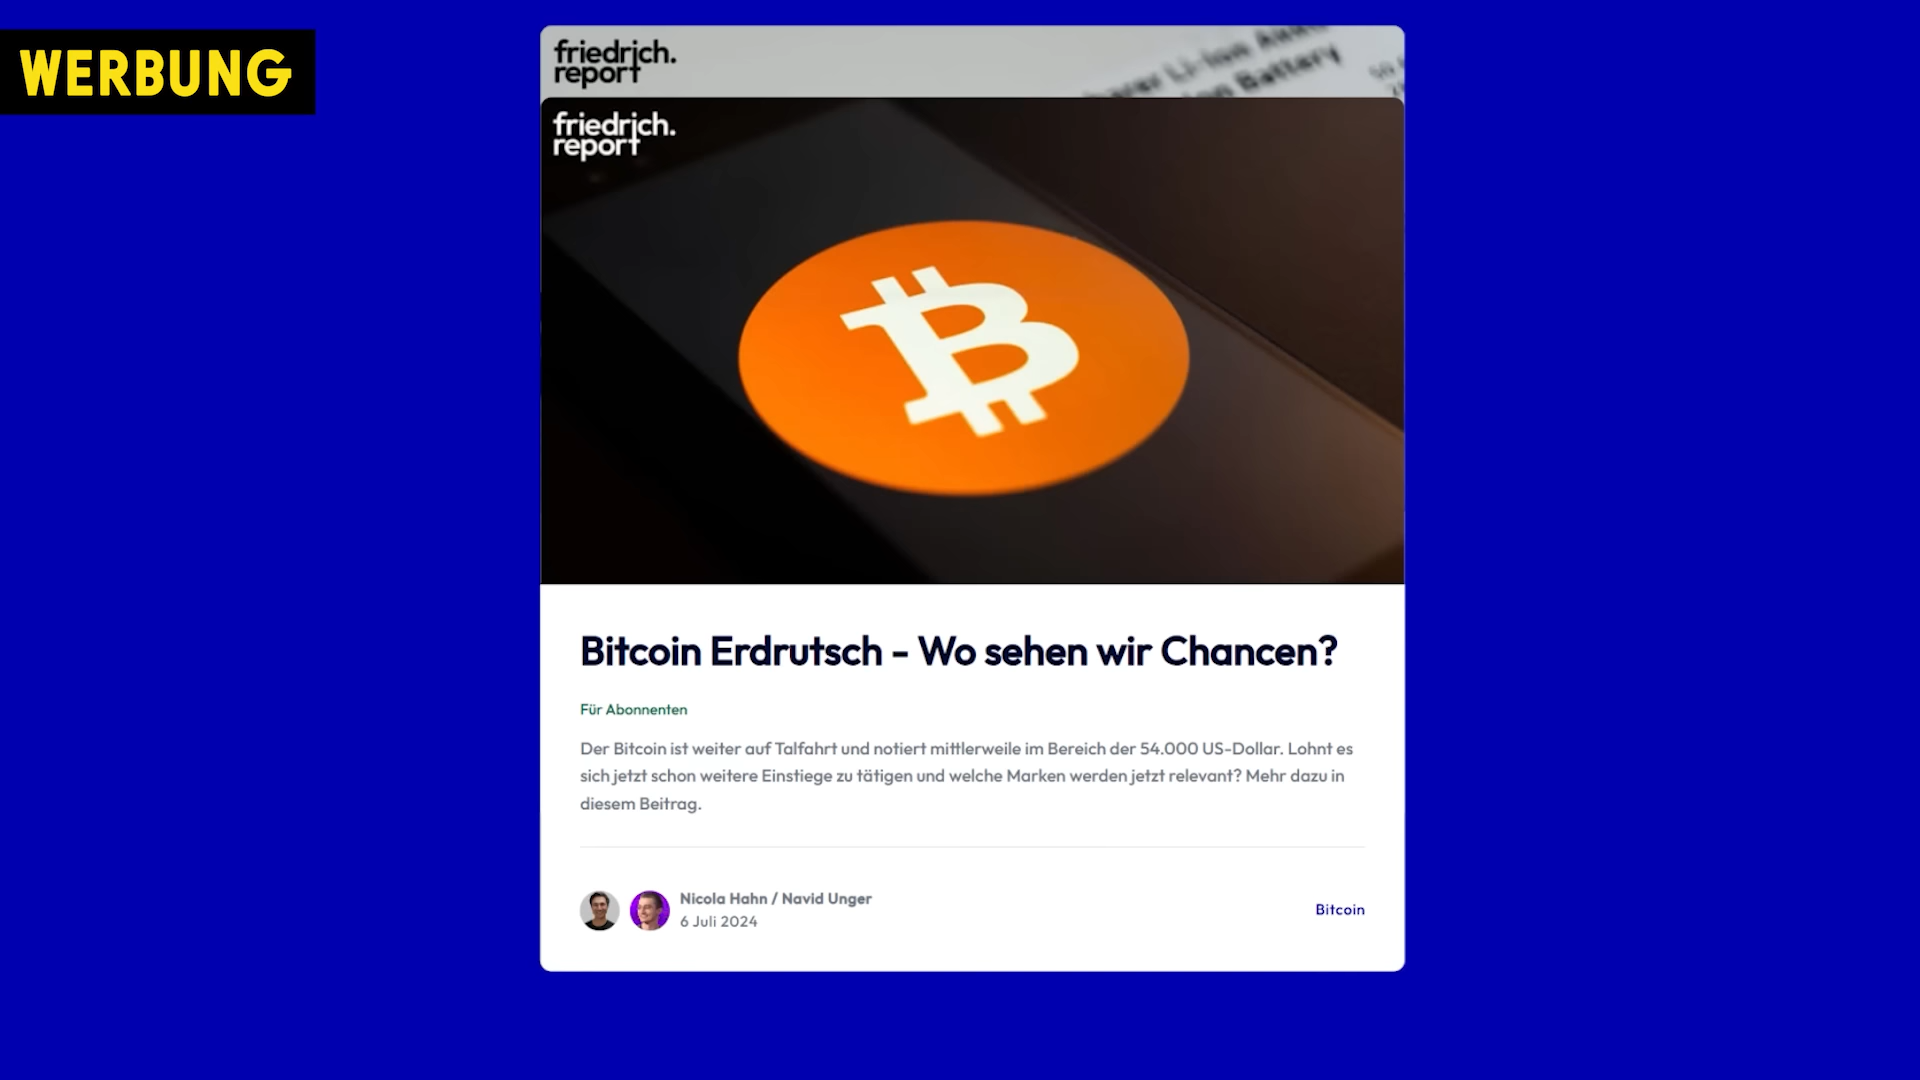 WERBUNG
friedrich.
report
Li-ion
Battery
friedrich.
report
Bitcoin Erdrutsch - Wo sehen wir Chancen?
Für Abonnenten
Der Bitcoin ist weiter auf Talfahrt und notiert mittlerweile im Bereich der 54.000 US-Dollar. Lohnt es
sich jetzt schon weitere Einstiege zu tätigen und welche Marken werden jetzt relevant? Mehr dazu in
diesem Beitrag.
Nicola Hahn / Navid Unger
6 Juli 2024
Bitcoin